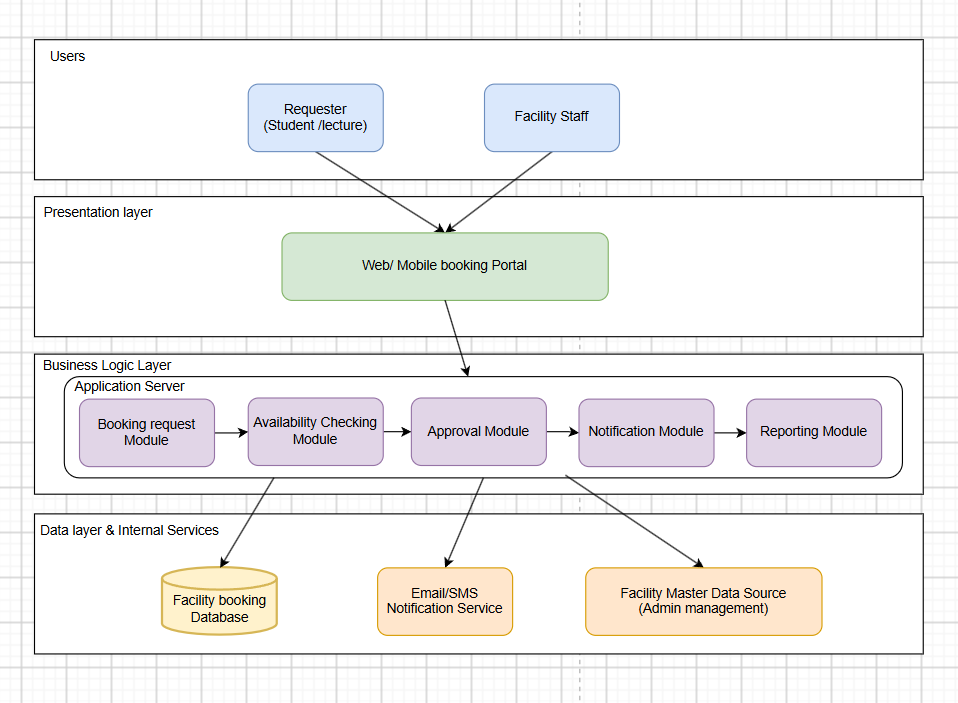 Users
Requester
(Student /lecture)
Facility Staff
Presentation layer
Web/ Mobile booking Portal
Business Logic Layer
Application Server
Booking request
Module
Availability Checking
Module
Approval Module
Notification Module
Reporting Module
Data layer & Internal Services
Facility booking
Database
Email/SMS
Notification Service
Facility Master Data Source
(Admin management)